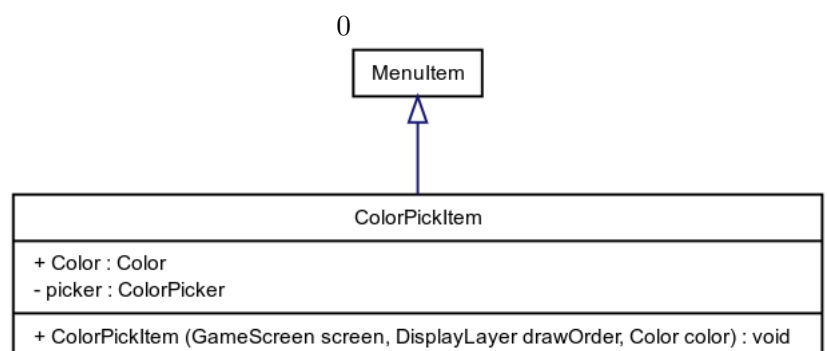 0
MenuItem
ColorPickItem
+ Color : Color
- picker : ColorPicker
+ ColorPickItem (GameScreen screen, DisplayLayer drawOrder, Color color) : void